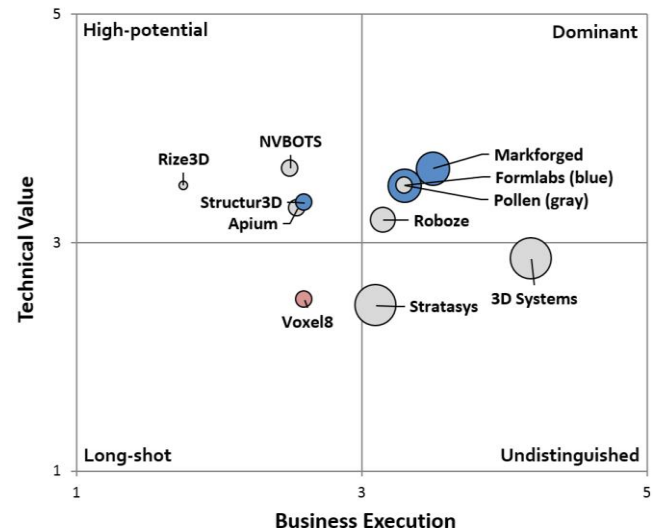 5
High-potential
Dominant
NVBOTS
Rize3D
Markforged
Formlabs (blue)
Structur3D
Pollen (gray)
Apium
Roboze
3
3D Systems
Stratasys
Voxel8
Long-shot
Undistinguished
1
1
3
5
Technical Value
Business Execution